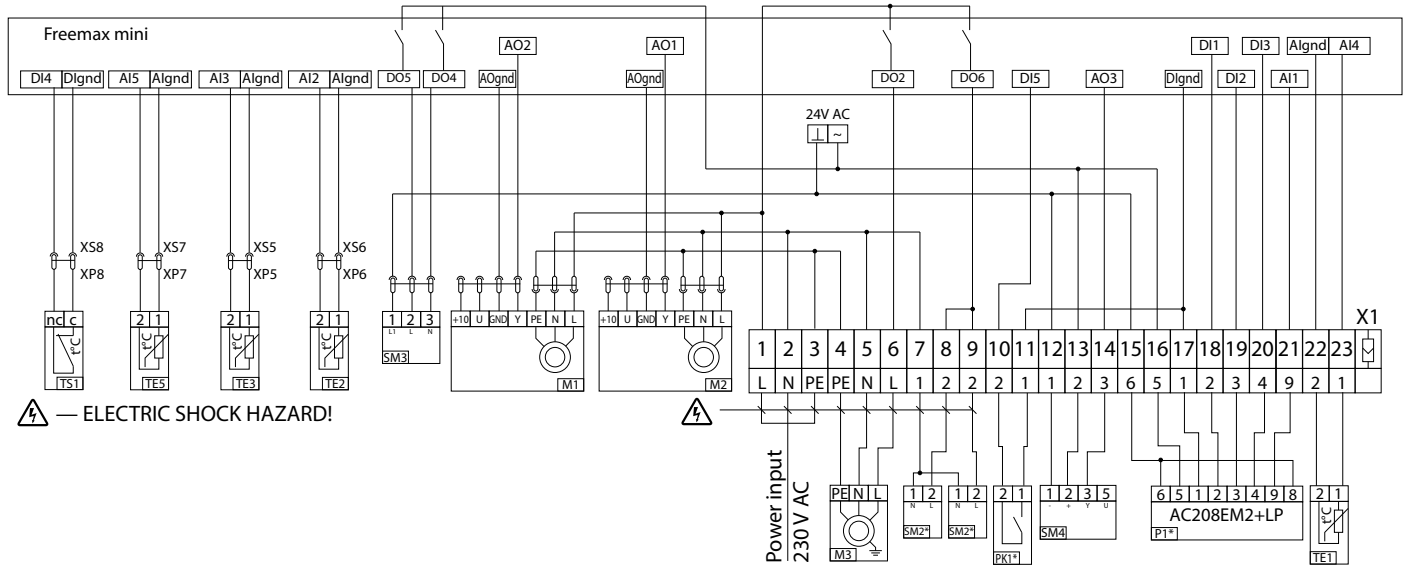 Freemax mini
AO2 AO1 DI1 DI3 AIgnd AI4
DI4 DIgnd AI5 AIgnd AI3 AIgnd AI2 AIgnd DO5 DO4 AOgnd AOgnd DO2 DO6 DI5 AO3 DIgnd DI2 AI1
24V AC
⊥ ~
XS8 XS7 XS5 XS6
XP8 XP7 XP5 XP6
nc c 2 1 2 1 2 1 1 2 3 +10 U GND Y PE N L +10 U GND Y PE N L
L1 L N
t°C t°C t°C t°C
TS1 TE5 TE3 TE2 SM3 M1 M2
X1
1 2 3 4 5 6 7 8 9 10 11 12 13 14 15 16 17 18 19 20 21 22 23
L N PE PE N L 1 2 2 2 1 1 2 3 6 5 1 2 3 4 9 2 1
— ELECTRIC SHOCK HAZARD!
Power input
230 V AC
PE N L 1 2 1 2 2 1 1 2 3 5 6 5 1 2 3 4 9 8 2 1
N L N L - + Y U
AC208EM2+LP
t°C
M3 SM2* SM2* PK1* SM4 P1* TE1